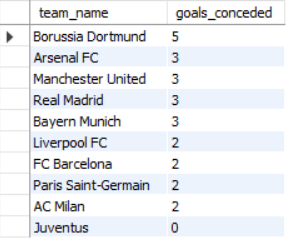 team_name goals_conceded
Borussia Dortmund 5
Arsenal FC 3
Manchester United 3
Real Madrid 3
Bayern Munich 3
Liverpool FC 2
FC Barcelona 2
Paris Saint-Germain 2
AC Milan 2
Juventus 0